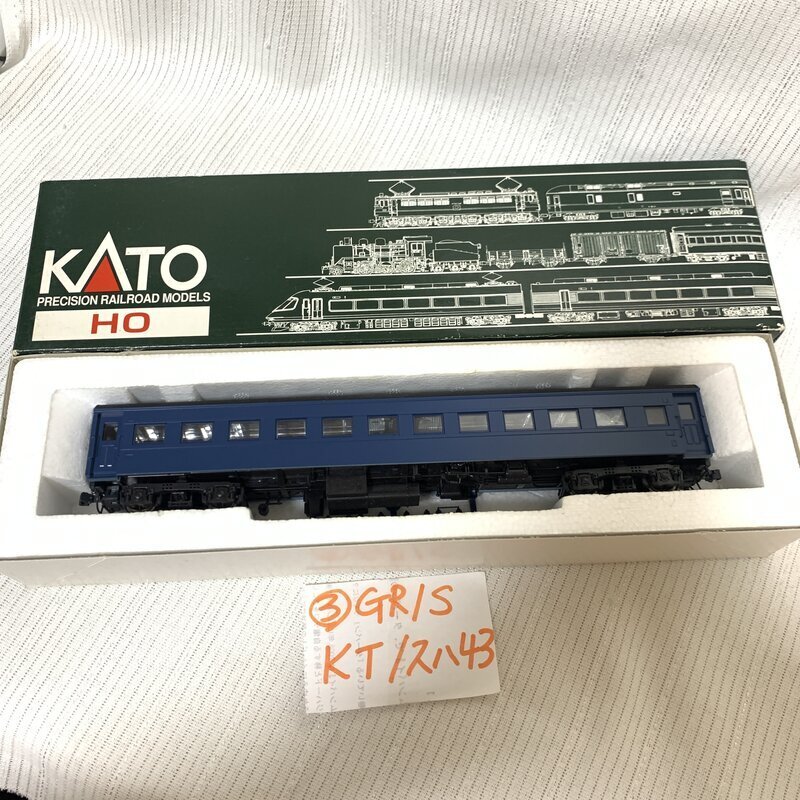 KATO
PRECISION RAILROAD MODELS
HO
③GR/S
KT/スハ43